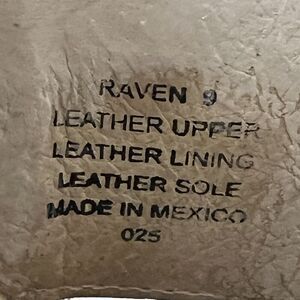 RAVEN 9
LEATHER UPPER
LEATHER LINING
LEATHER SOLE
MADE IN MEXICO
025